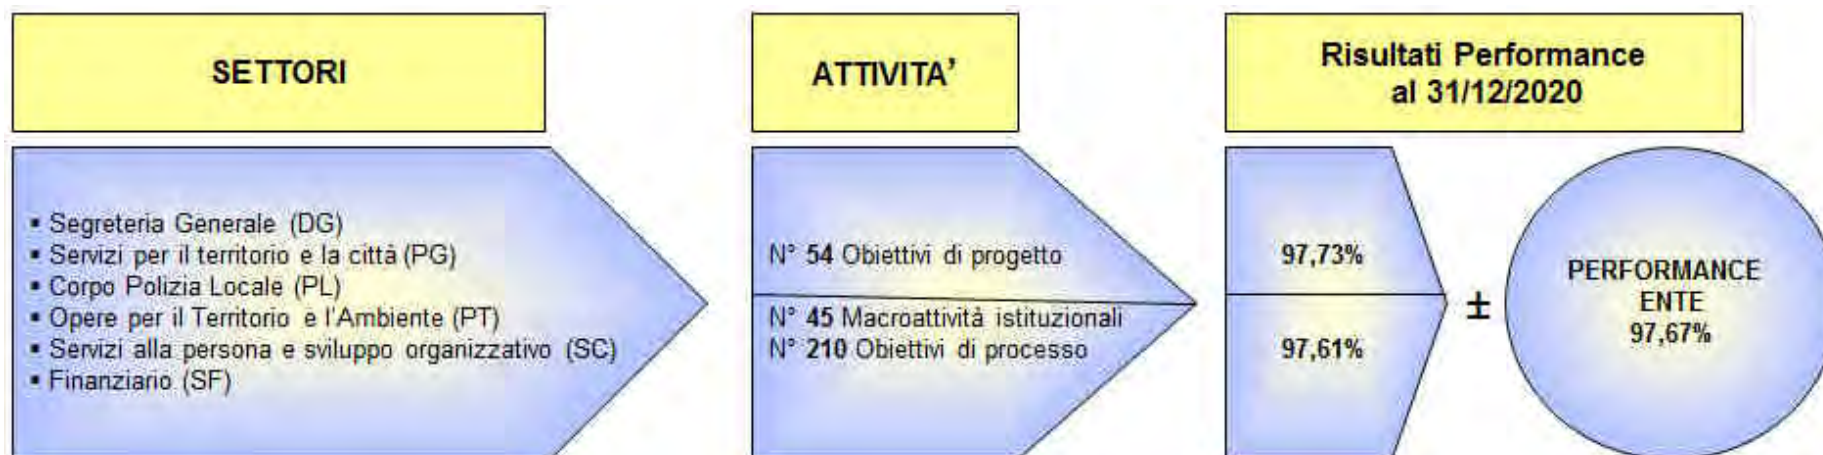 SETTORI
ATTIVITA’
Risultati Performance
al 31/12/2020
▪ Segreteria Generale (DG)
▪ Servizi per il territorio e la città (PG)
▪ Corpo Polizia Locale (PL)
▪ Opere per il Territorio e l’Ambiente (PT)
▪ Servizi alla persona e sviluppo organizzativo (SC)
▪ Finanziario (SF)
N° 54 Obiettivi di progetto
N° 45 Macroattività istituzionali
N° 210 Obiettivi di processo
97,73%
97,61%
±
PERFORMANCE
ENTE
97,67%